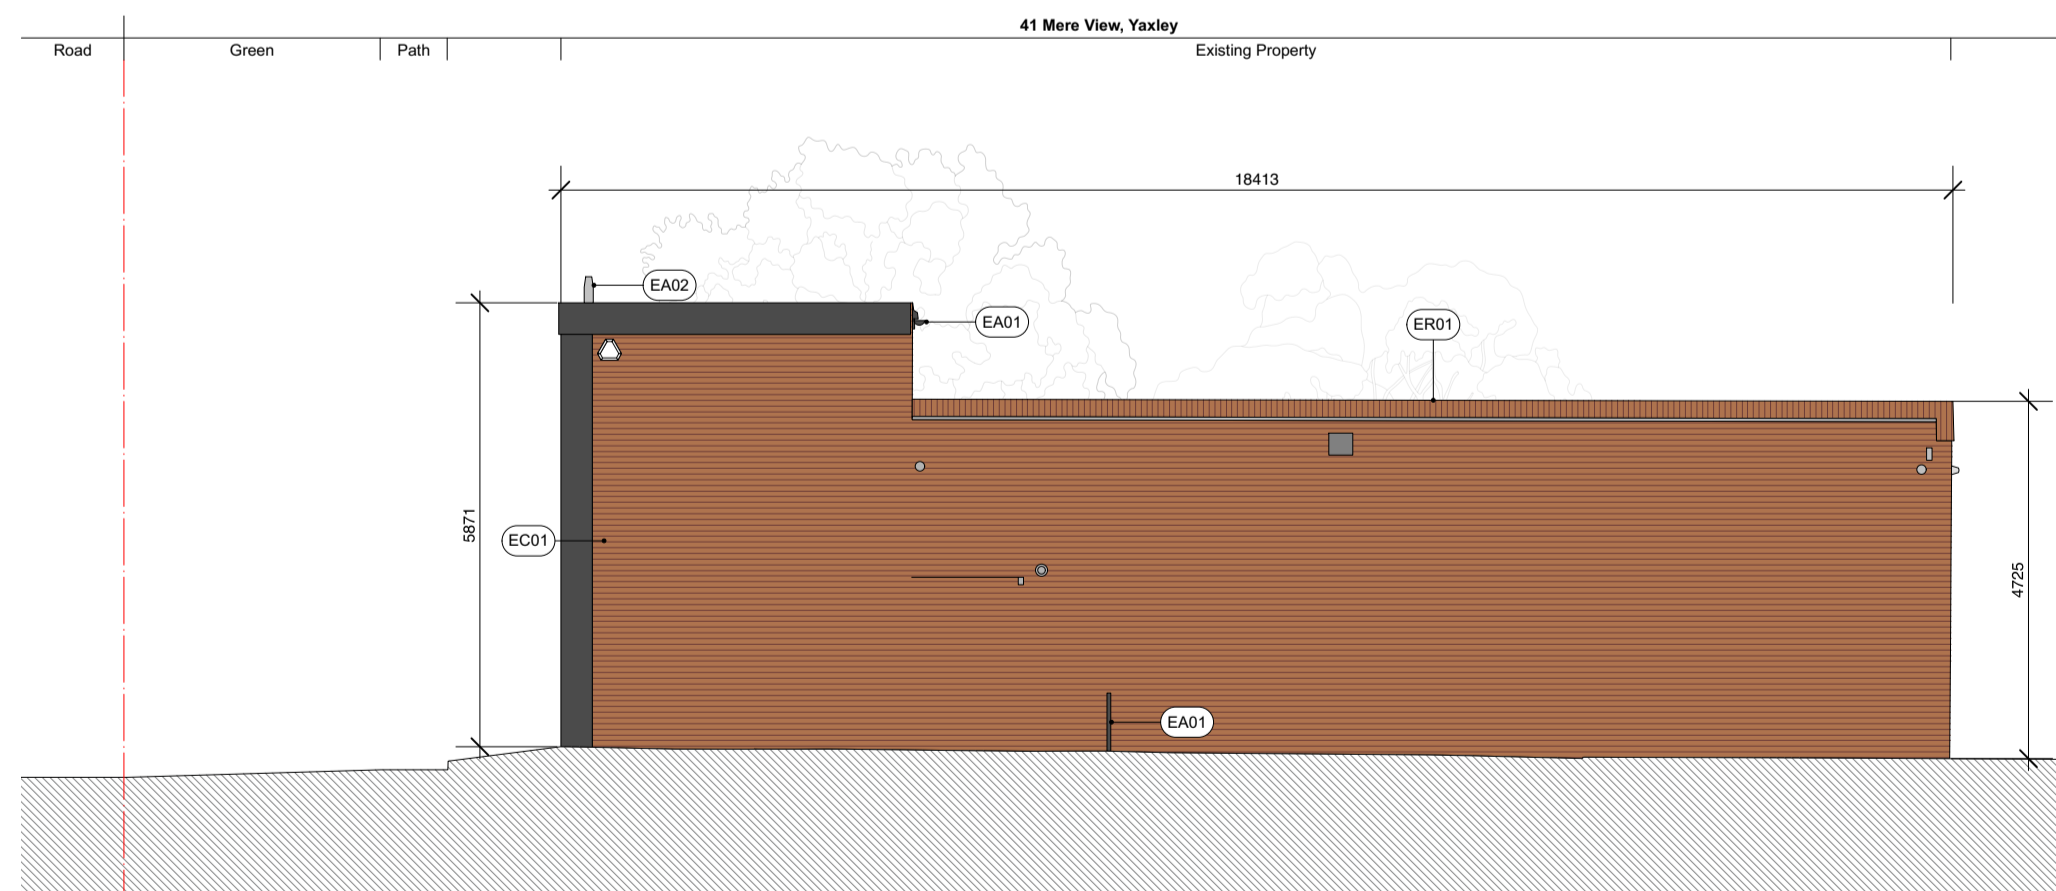 41 Mere View, Yaxley
Road Green Path Existing Property
18413
EA02
EA01
ER01
5871
EC01
4725
EA01